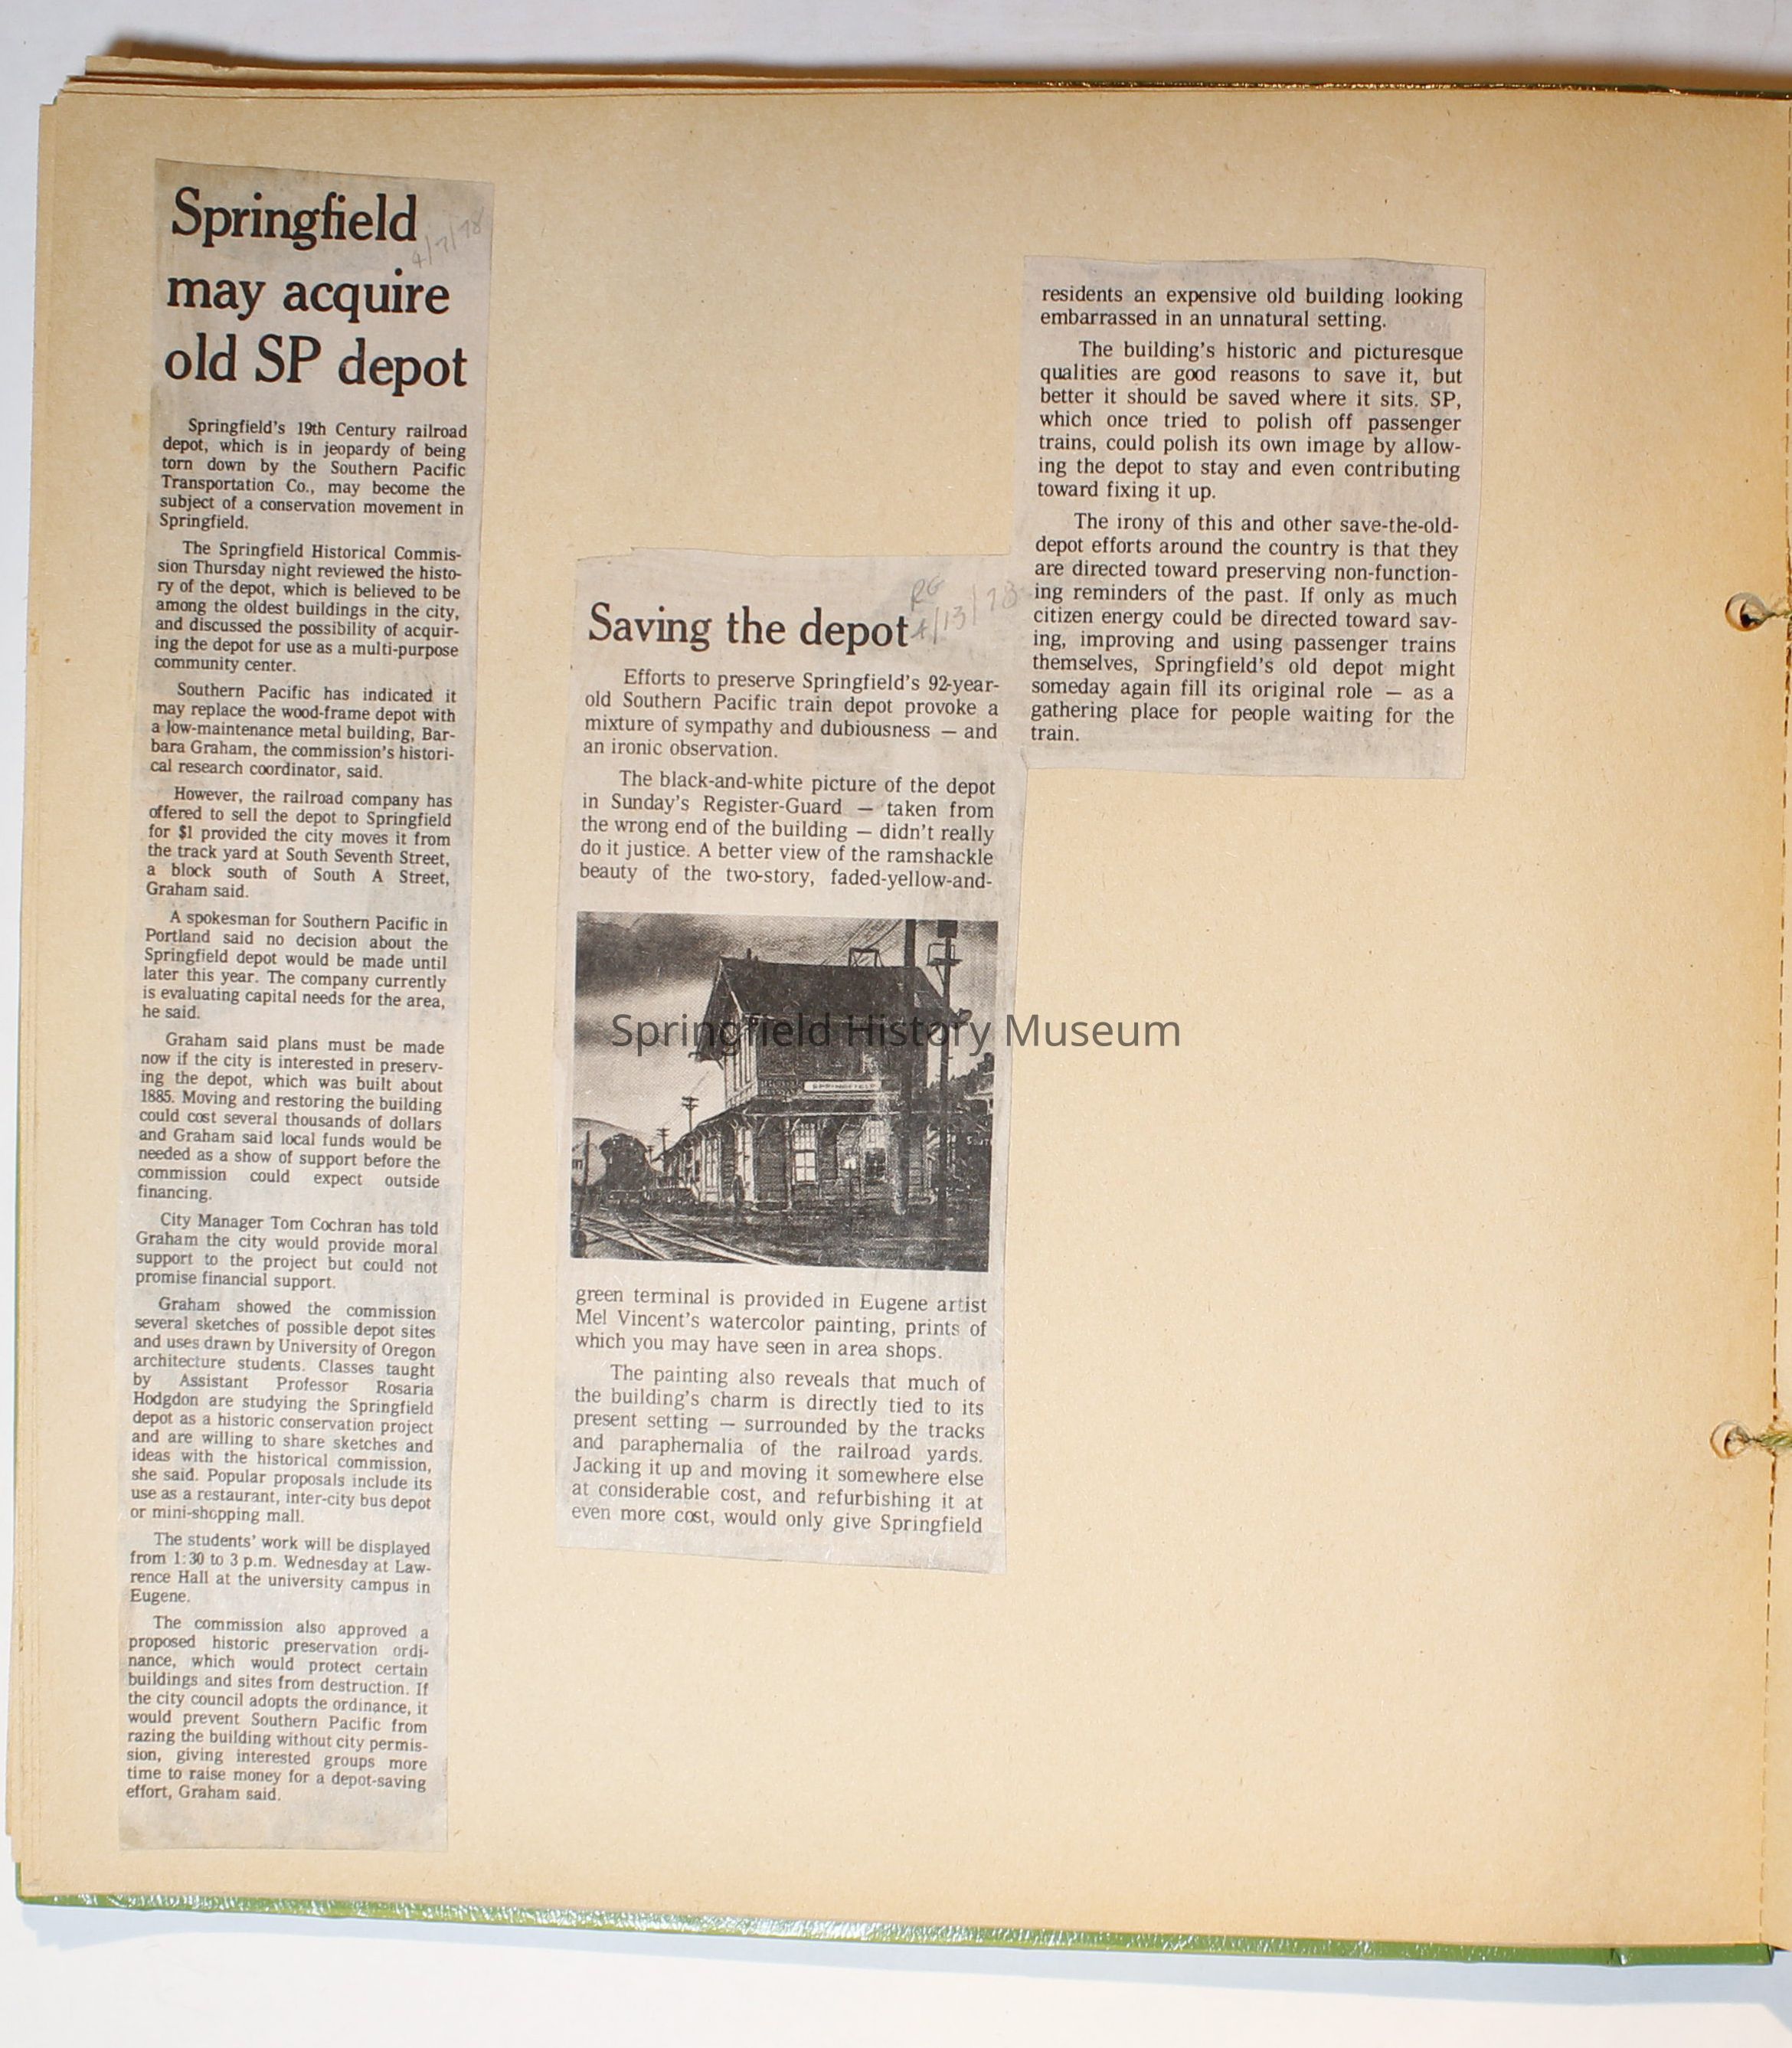 Springfield
4/7/78
may acquire
old SP depot
Springfield's 19th Century railroad
depot, which is in jeopardy of being
torn down by the Southern Pacific
Transportation Co., may become the
subject of a conservation movement in
Springfield.
The Springfield Historical Commis-
sion Thursday night reviewed the histo-
ry of the depot, which is believed to be
among the oldest buildings in the city,
and discussed the possibility of acquir-
ing the depot for use as a multi-purpose
community center.
Southern Pacific has indicated it
may replace the wood-frame depot with
a low-maintenance metal building, Bar-
bara Graham, the commission's histori-
cal research coordinator, said.
However, the railroad company has
offered to sell the depot to Springfield
for $1 provided the city moves it from
the track yard at South Seventh Street,
a block south of South A Street,
Graham said.
A spokesman for Southern Pacific in
Portland said no decision about the
Springfield depot would be made until
later this year. The company currently
is evaluating capital needs for the area,
he said.
Graham said plans must be made
now if the city is interested in preserv-
ing the depot, which was built about
1885. Moving and restoring the building
could cost several thousands of dollars
and Graham said local funds would be
needed as a show of support before the
commission could expect outside
financing.
City Manager Tom Cochran has told
Graham the city would provide moral
support to the project but could not
promise financial support.
Graham showed the commission
several sketches of possible depot sites
and uses drawn by University of Oregon
architecture students. Classes taught
by Assistant Professor Rosaria
Hodgdon are studying the Springfield
depot as a historic conservation project
and are willing to share sketches and
ideas with the historical commission,
she said. Popular proposals include its
use as a restaurant, inter-city bus depot
or mini-shopping mall.
The students' work will be displayed
from 1:30 to 3 p.m. Wednesday at Law-
rence Hall at the university campus in
Eugene.
The commission also approved a
proposed historic preservation ordi-
nance, which would protect certain
buildings and sites from destruction. If
the city council adopts the ordinance, it
would prevent Southern Pacific from
razing the building without city permis-
sion, giving interested groups more
time to raise money for a depot-saving
effort, Graham said.
RG
4/13/78
Saving the depot
Efforts to preserve Springfield's 92-year-
old Southern Pacific train depot provoke a
mixture of sympathy and dubiousness — and
an ironic observation.
The black-and-white picture of the depot
in Sunday's Register-Guard — taken from
the wrong end of the building — didn't really
do it justice. A better view of the ramshackle
beauty of the two-story, faded-yellow-and-
Springfield History Museum
SPRINGFIELD
green terminal is provided in Eugene artist
Mel Vincent's watercolor painting, prints of
which you may have seen in area shops.
The painting also reveals that much of
the building's charm is directly tied to its
present setting — surrounded by the tracks
and paraphernalia of the railroad yards.
Jacking it up and moving it somewhere else
at considerable cost, and refurbishing it at
even more cost, would only give Springfield
residents an expensive old building looking
embarrassed in an unnatural setting.
The building's historic and picturesque
qualities are good reasons to save it, but
better it should be saved where it sits. SP,
which once tried to polish off passenger
trains, could polish its own image by allow-
ing the depot to stay and even contributing
toward fixing it up.
The irony of this and other save-the-old-
depot efforts around the country is that they
are directed toward preserving non-function-
ing reminders of the past. If only as much
citizen energy could be directed toward sav-
ing, improving and using passenger trains
themselves, Springfield's old depot might
someday again fill its original role — as a
gathering place for people waiting for the
train.